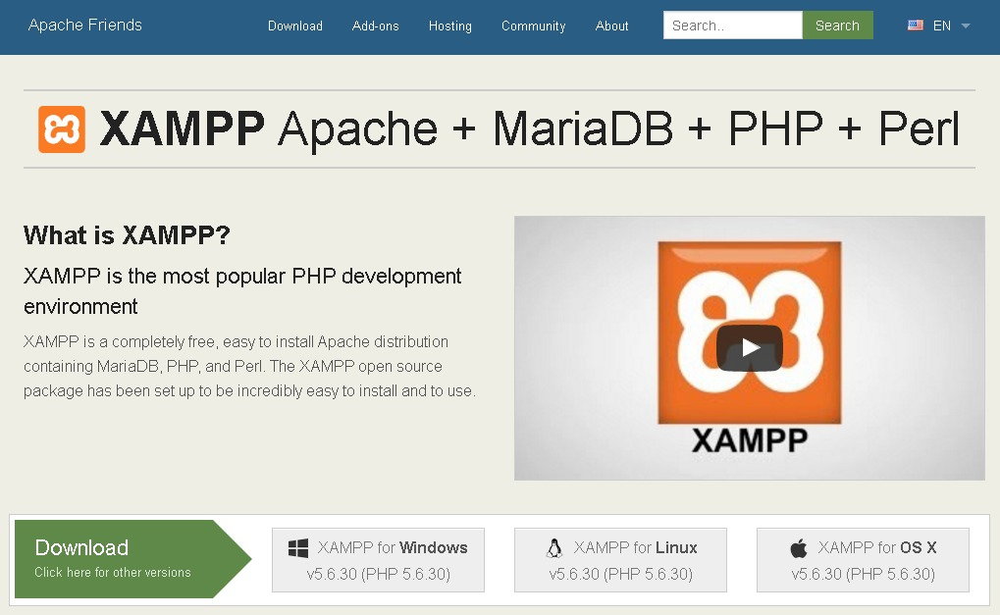 Apache Friends
Download
Add-ons
Hosting
Community
About
Search..
Search
EN
XAMPP Apache + MariaDB + PHP + Perl
What is XAMPP?
XAMPP is the most popular PHP development
environment
XAMPP is a completely free, easy to install Apache distribution
containing MariaDB, PHP, and Perl. The XAMPP open source
package has been set up to be incredibly easy to install and to use.
XAMPP
Download
Click here for other versions
XAMPP for Windows
v5.6.30 (PHP 5.6.30)
XAMPP for Linux
v5.6.30 (PHP 5.6.30)
XAMPP for OS X
v5.6.30 (PHP 5.6.30)